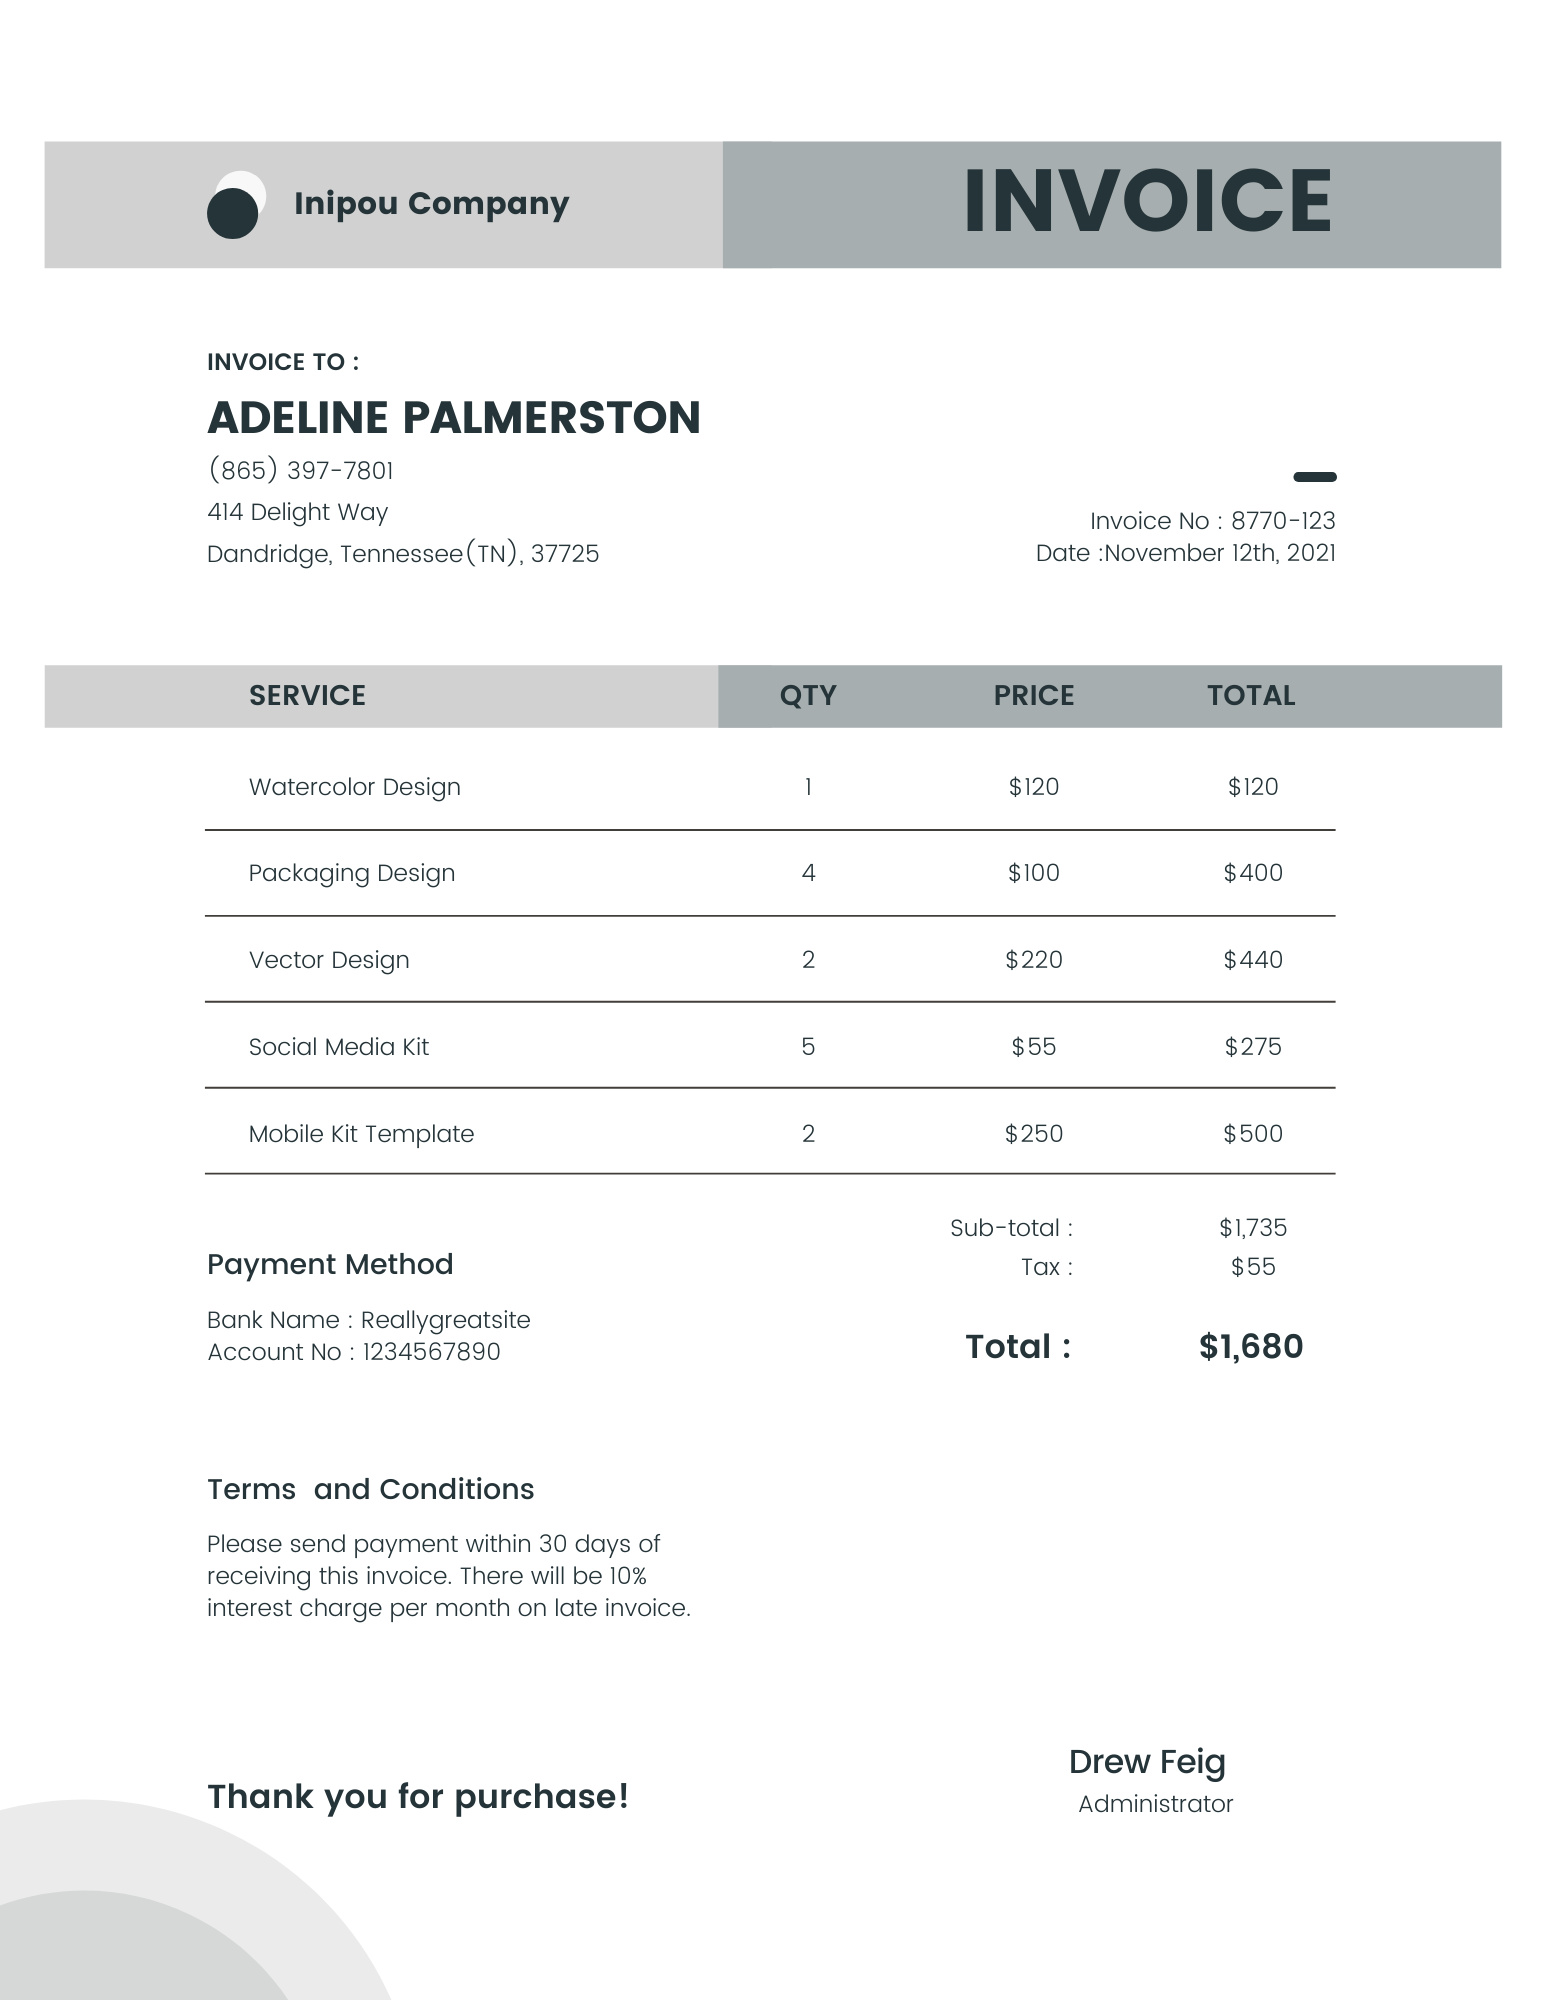 Inipou Company
INVOICE
INVOICE TO :
ADELINE PALMERSTON
(865) 397-7801
414 Delight Way
Dandridge, Tennessee(TN), 37725
Invoice No : 8770-123
Date :November 12th, 2021
SERVICE QTY PRICE TOTAL
Watercolor Design 1 $120 $120
Packaging Design 4 $100 $400
Vector Design 2 $220 $440
Social Media Kit 5 $55 $275
Mobile Kit Template 2 $250 $500
Sub-total : $1,735
Tax : $55
Total : $1,680
Payment Method
Bank Name : Reallygreatsite
Account No : 1234567890
Terms  and Conditions
Please send payment within 30 days of
receiving this invoice. There will be 10%
interest charge per month on late invoice.
Thank you for purchase!
Drew Feig
Administrator